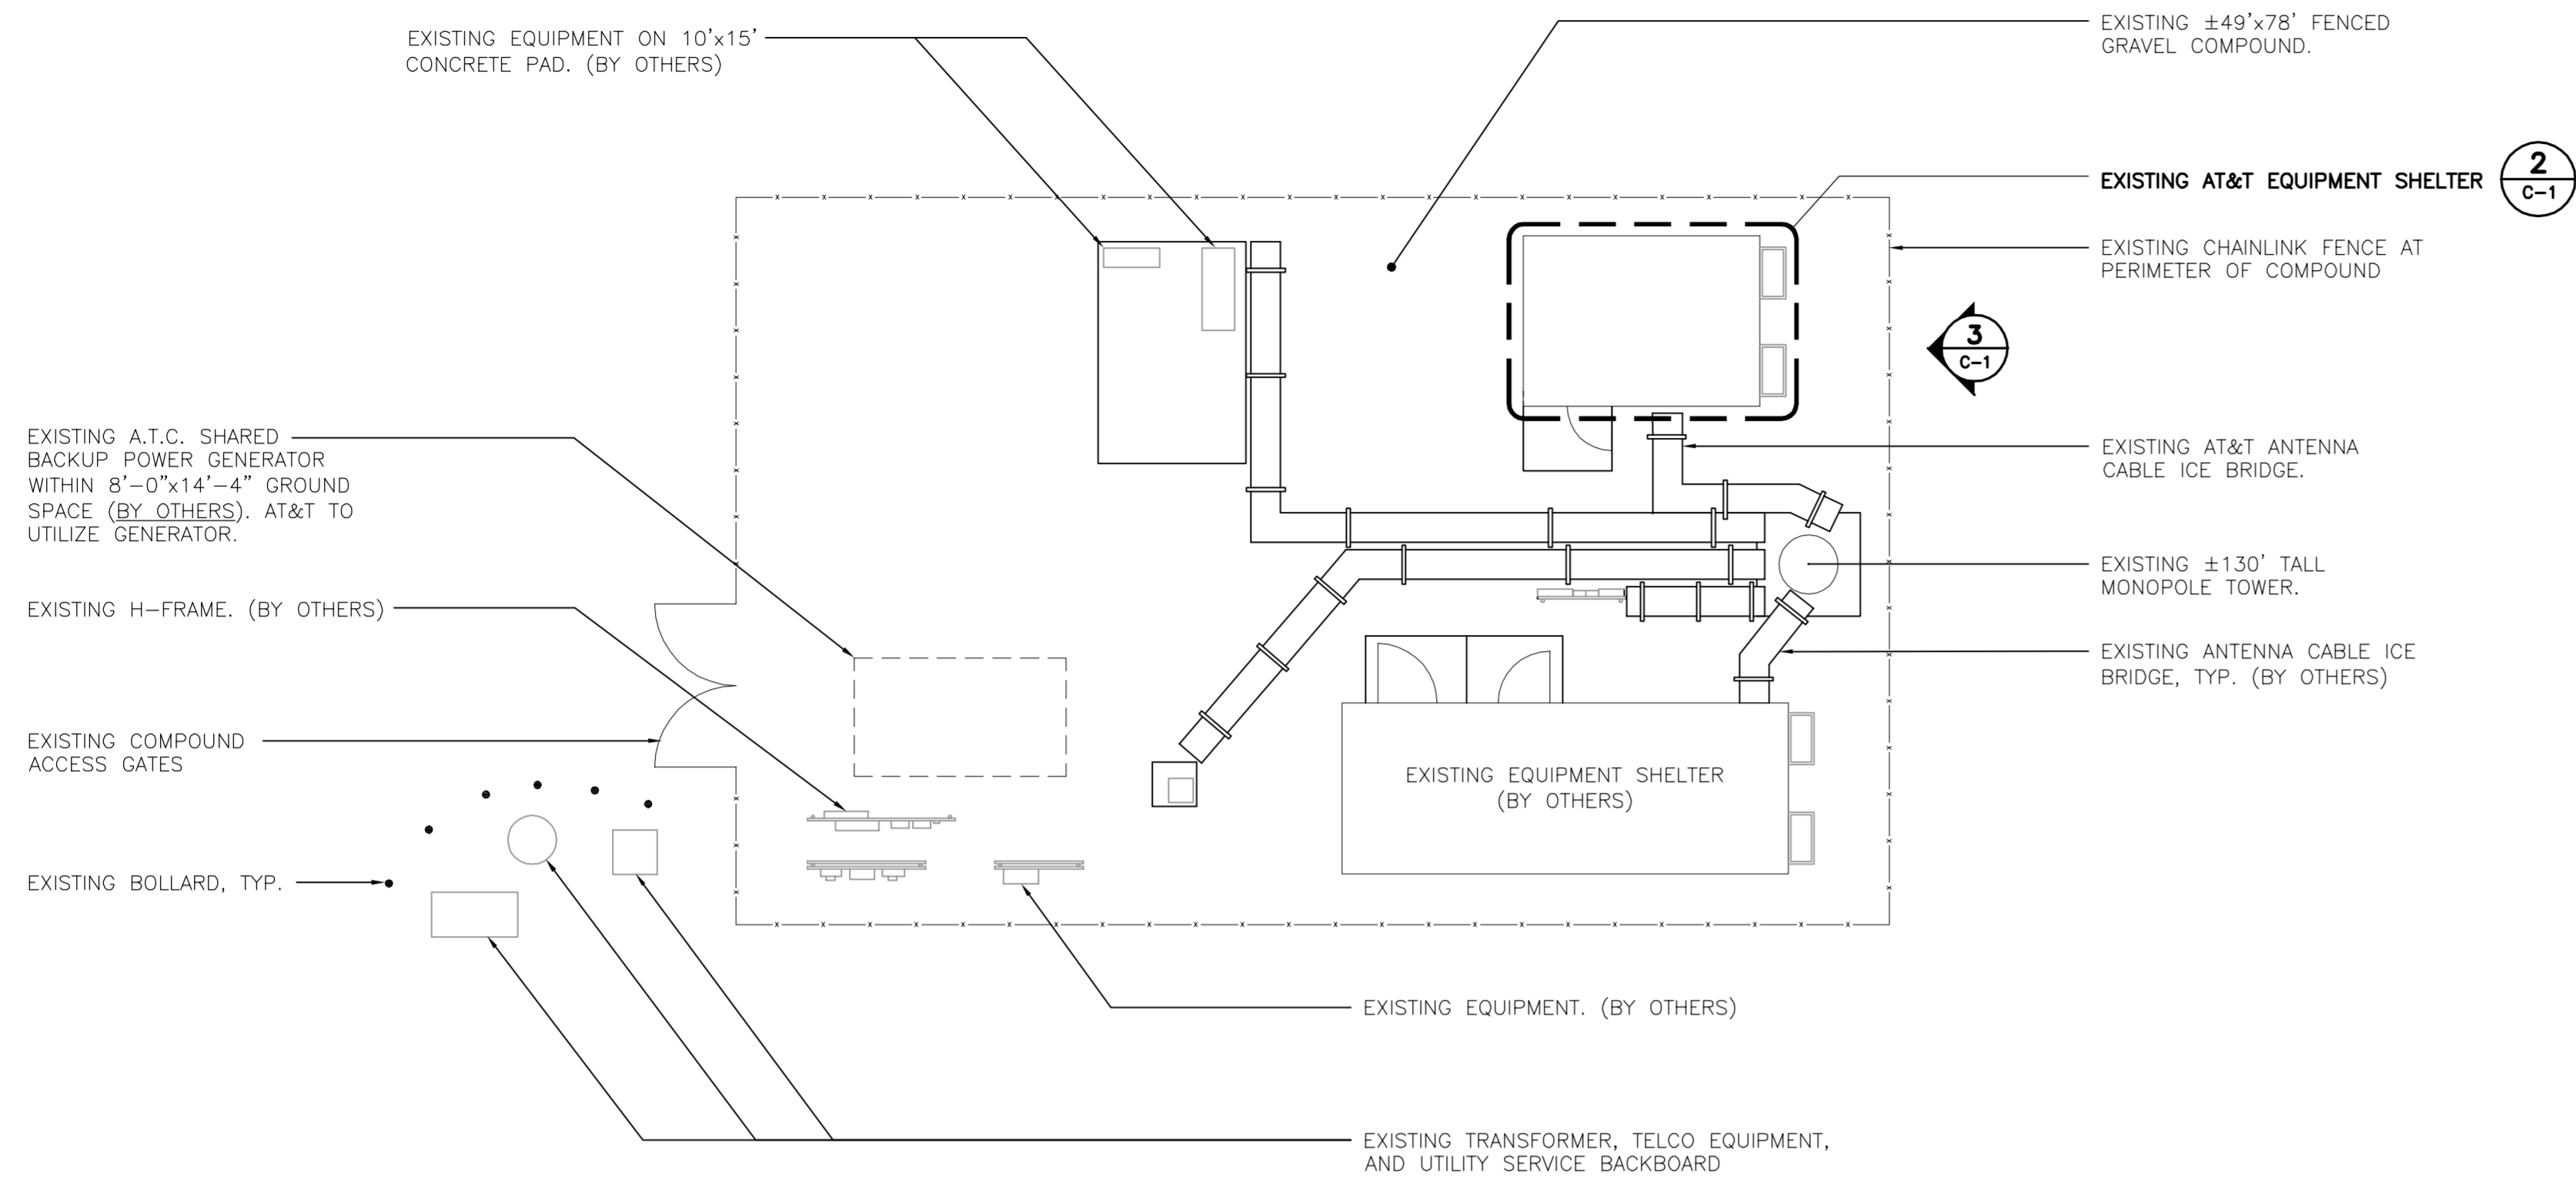 EXISTING EQUIPMENT ON 10'x15'
CONCRETE PAD. (BY OTHERS)
EXISTING ±49'x78' FENCED
GRAVEL COMPOUND.
EXISTING AT&T EQUIPMENT SHELTER
2
C-1
EXISTING CHAINLINK FENCE AT
PERIMETER OF COMPOUND
3
C-1
EXISTING A.T.C. SHARED
BACKUP POWER GENERATOR
WITHIN 8'-0"x14'-4" GROUND
SPACE (BY OTHERS). AT&T TO
UTILIZE GENERATOR.
EXISTING AT&T ANTENNA
CABLE ICE BRIDGE.
EXISTING ±130' TALL
MONOPOLE TOWER.
EXISTING H-FRAME. (BY OTHERS)
EXISTING ANTENNA CABLE ICE
BRIDGE, TYP. (BY OTHERS)
EXISTING COMPOUND
ACCESS GATES
EXISTING EQUIPMENT SHELTER
(BY OTHERS)
EXISTING BOLLARD, TYP.
EXISTING EQUIPMENT. (BY OTHERS)
EXISTING TRANSFORMER, TELCO EQUIPMENT,
AND UTILITY SERVICE BACKBOARD